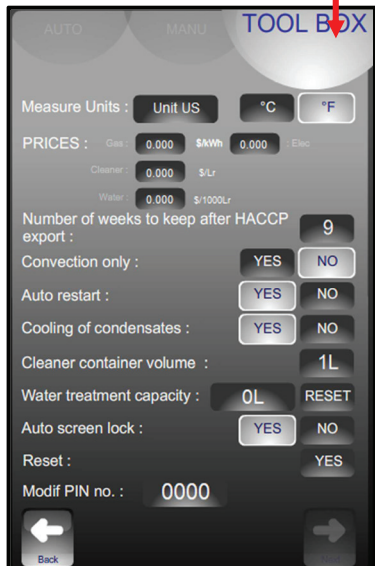 AUTO MANU TOOL BOX
Measure Units : Unit US °C °F
PRICES : Gas : 0.000 $/kWh 0.000 : Elec
Cleaner : 0.000 $/Lr
Water : 0.000 $/1000Lr
Number of weeks to keep after HACCP
export : 9
Convection only : YES NO
Auto restart : YES NO
Cooling of condensates : YES NO
Cleaner container volume : 1L
Water treatment capacity : 0L RESET
Auto screen lock : YES NO
Reset : YES
Modif PIN no. : 0000
Back